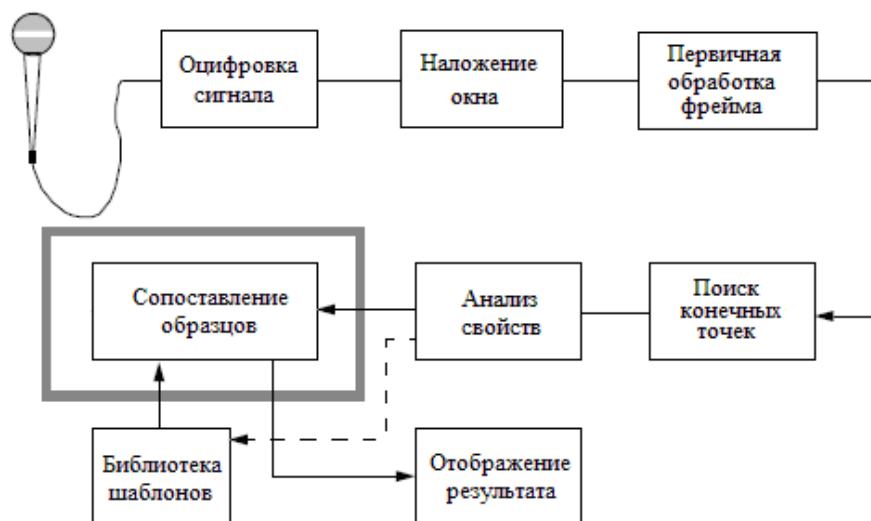 Оцифровка
сигнала
Наложение
окна
Первичная
обработка
фрейма
Сопоставление
образцов
Анализ
свойств
Поиск
конечных
точек
Библиотека
шаблонов
Отображение
результата